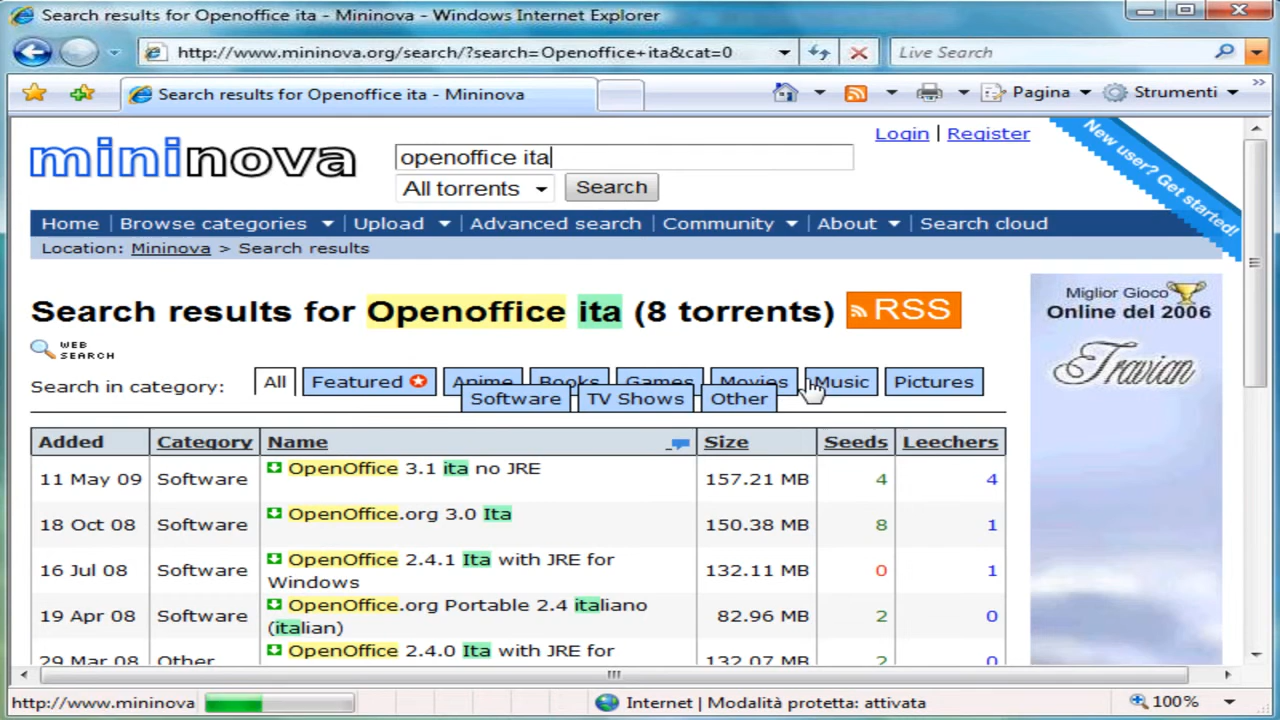 Search results for Openoffice ita - Mininova - Windows Internet Explorer
http://www.mininova.org/search/?search=Openoffice+ita&cat=0
Live Search
Search results for Openoffice ita - Mininova
Pagina
Strumenti
Login | Register
New user? Get started!
mininova
openoffice ita
All torrents
Search
Home | Browse categories | Upload | Advanced search | Community | About | Search cloud
Location: Mininova > Search results
Search results for Openoffice ita (8 torrents) RSS
WEB
SEARCH
Search in category: All Featured Anime Books Games Movies Music Pictures
Software TV Shows Other
Added Category Name Size Seeds Leechers
11 May 09 Software OpenOffice 3.1 ita no JRE 157.21 MB 4 4
18 Oct 08 Software OpenOffice.org 3.0 Ita 150.38 MB 8 1
16 Jul 08 Software OpenOffice 2.4.1 Ita with JRE for 132.11 MB 0 1
Windows
19 Apr 08 Software OpenOffice.org Portable 2.4 italiano 82.96 MB 2 0
(italian)
29 Mar 08 Other OpenOffice 2.4.0 Ita with JRE for 132.07 MB 2 0
Miglior Gioco
Online del 2006
Travian
http://www.mininova
Internet | Modalità protetta: attivata
100%